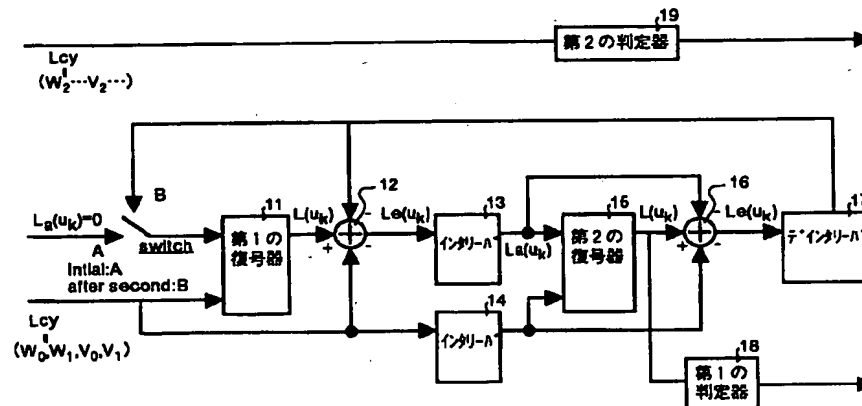 19
第2の判定器
Lcy
(W2···V2···)
B
12
16
11
L(uk)
Le(uk)
13
15
L(uk)
Le(uk)
17
La(uk)=0
A
switch
第1の
復号器
インタリーバ
La(uk)
第2の
復号器
デインタリーバ
Intial:A
after second:B
14
インタリーバ
Lcy
(W0,W1,V0,V1)
18
第1の
判定器